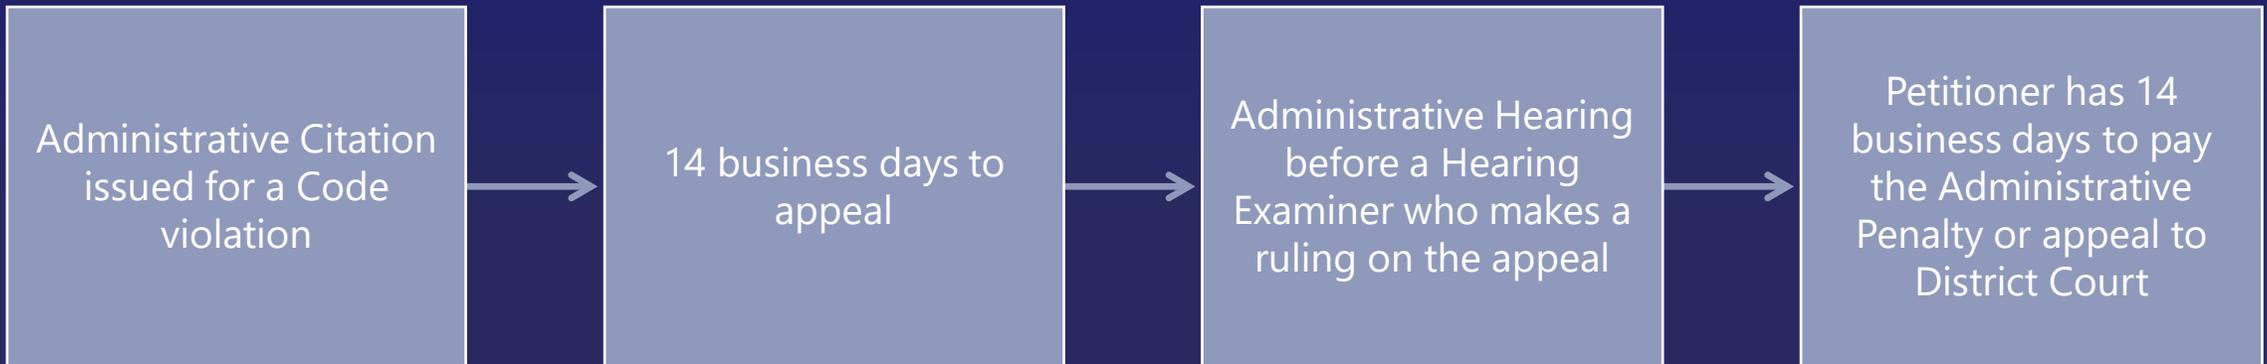 Administrative Citation
issued for a Code
violation
14 business days to
appeal
Administrative Hearing
before a Hearing
Examiner who makes a
ruling on the appeal
Petitioner has 14
business days to pay
the Administrative
Penalty or appeal to
District Court